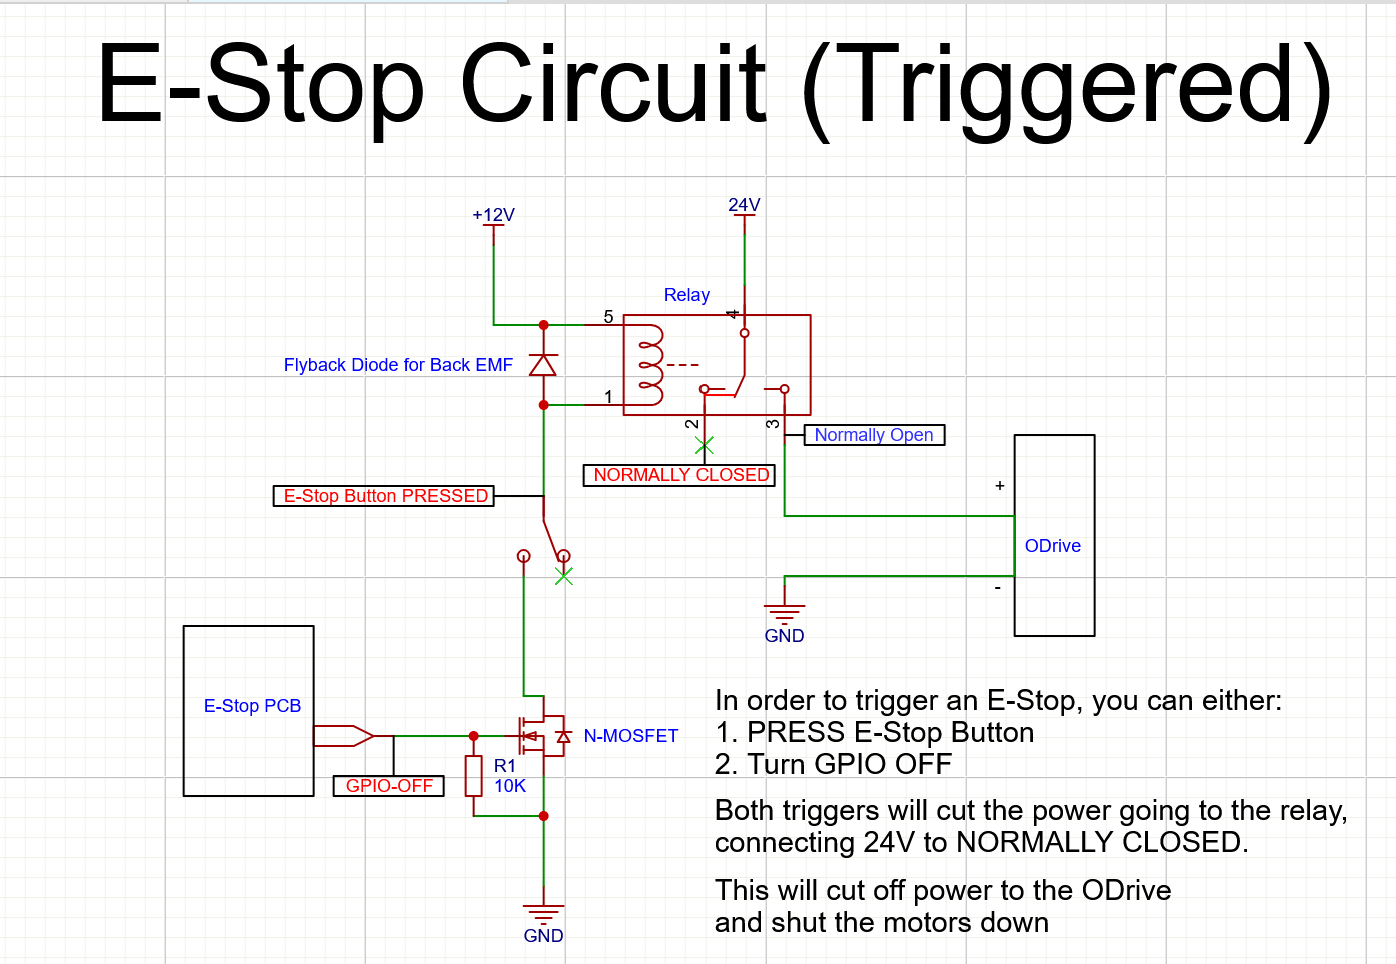 E-Stop Circuit (Triggered)
+12V
24V
Relay
5
4
Flyback Diode for Back EMF
1
2
3
Normally Open
NORMALLY CLOSED
E-Stop Button PRESSED
+
ODrive
-
GND
E-Stop PCB
N-MOSFET
GPIO-OFF
R1
10K
GND
In order to trigger an E-Stop, you can either:
1. PRESS E-Stop Button
2. Turn GPIO OFF
Both triggers will cut the power going to the relay,
connecting 24V to NORMALLY CLOSED.
This will cut off power to the ODrive
and shut the motors down